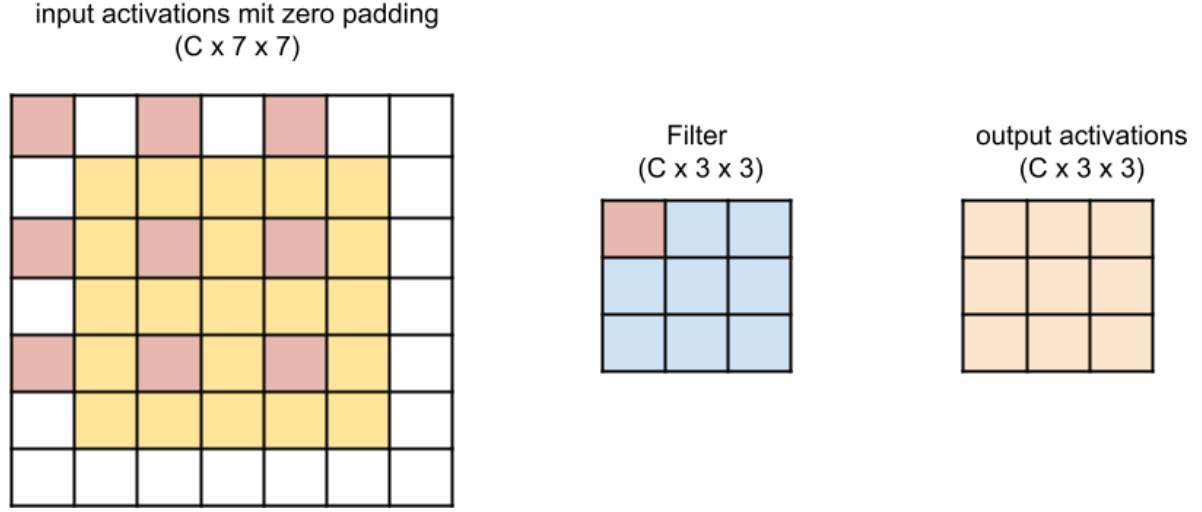 input activations mit zero padding
(C x 7 x 7)
Filter
(C x 3 x 3)
output activations
(C x 3 x 3)